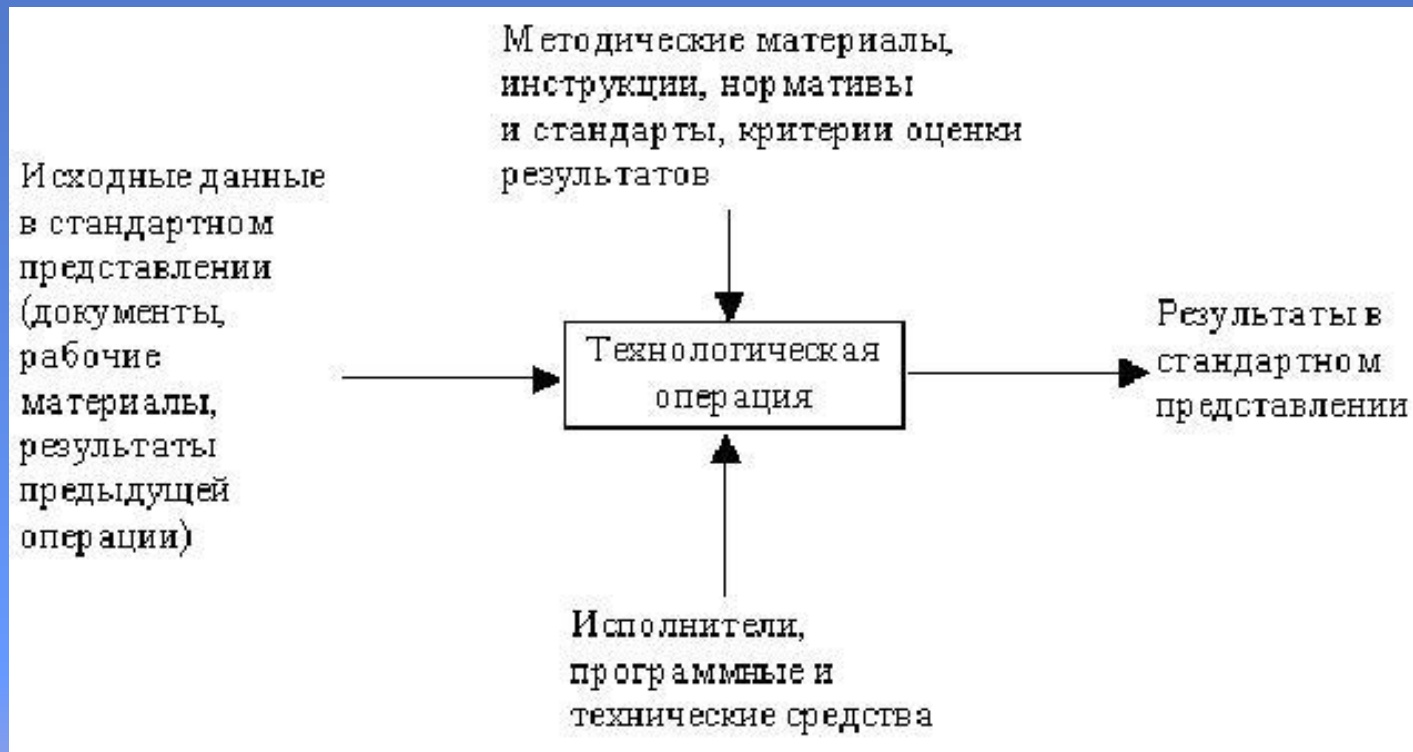 Методические материалы,
инструкции, нормативы
и стандарты, критерии оценки
результатов
Исходные данные
в стандартном
представлении
(документы,
рабочие
материалы,
результаты
предыдущей
операции)
Технологическая
операция
Результаты в
стандартном
представлении
Исполнители,
программные и
технические средства